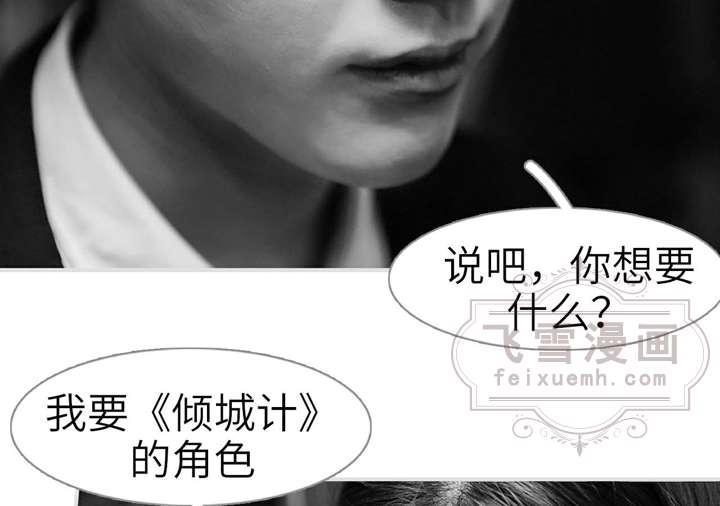 说吧，你想要
什么？
飞雪漫画
feixuemh.com
我要《倾城计》
的角色